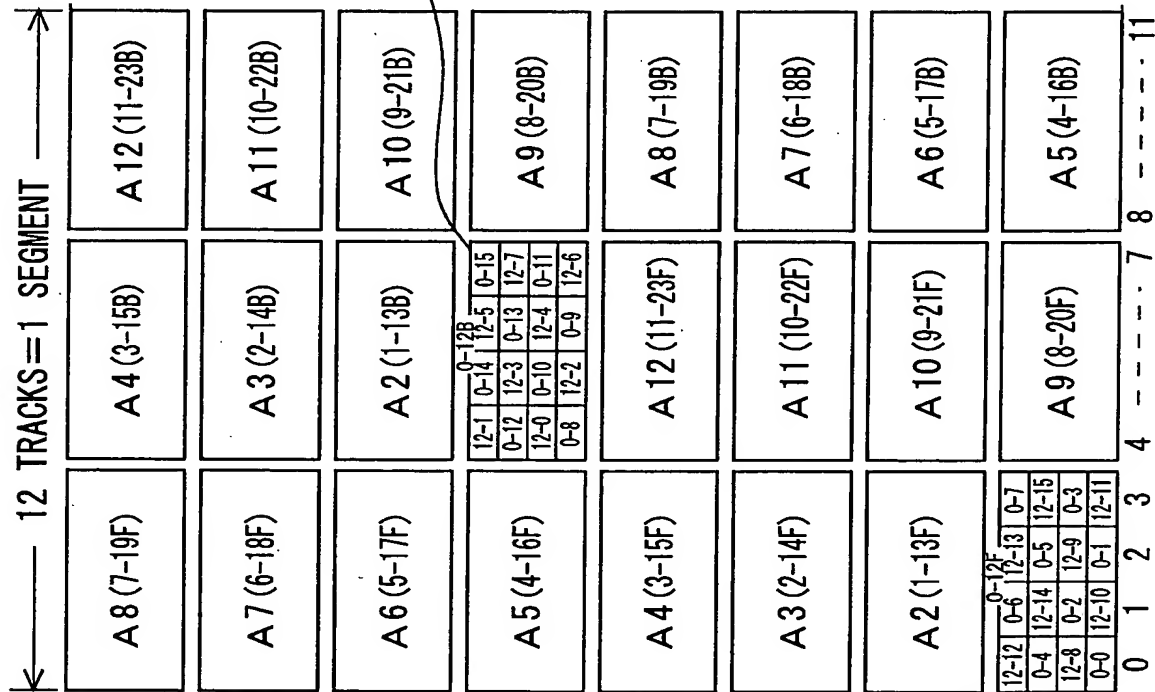 12 TRACKS=1 SEGMENT
A8(7-19F) A4(3-15B) A12(11-23B)
A7(6-18F) A3(2-14B) A11(10-22B)
A6(5-17F) A2(1-13B) A10(9-21B)
A5(4-16F)
0-12B
12-1 0-14 12-5 0-15
0-12 12-3 0-13 12-7
12-0 0-10 12-4 0-11
0-8 12-2 0-9 12-6
A9(8-20B)
A4(3-15F) A12(11-23F) A8(7-19B)
A3(2-14F) A11(10-22F) A7(6-18B)
A2(1-13F) A10(9-21F) A6(5-17B)
0-12F
12-12 0-6 12-13 0-7
0-4 12-14 0-5 12-15
12-8 0-2 12-9 0-3
0-0 12-10 0-1 12-11
A9(8-20F) A5(4-16B)
0 1 2 3 4 - - - - · 7 8 - - - - · 11